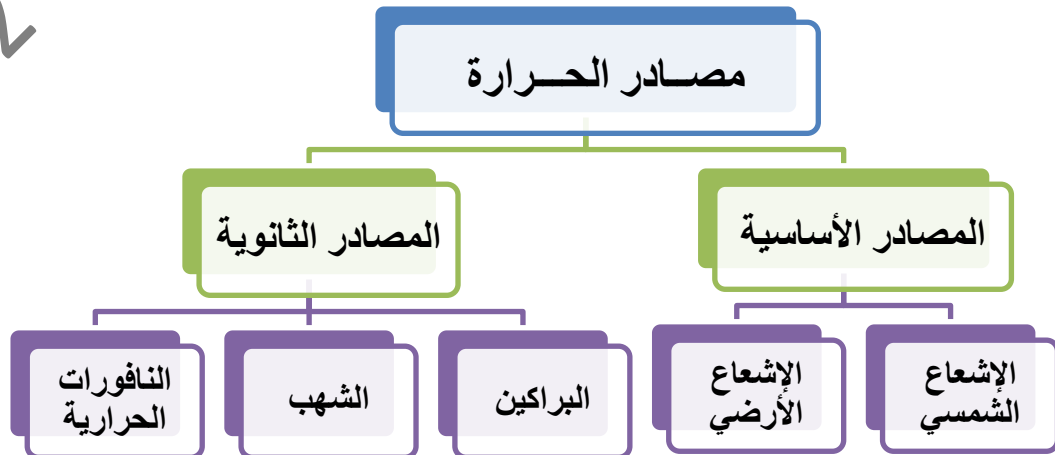 مصــادر الحــرارة
المصادر الأساسية
المصادر الثانوية
الإشعاع
الشمسي
الإشعاع
الأرضي
البراكين
الشهب
النافورات
الحرارية